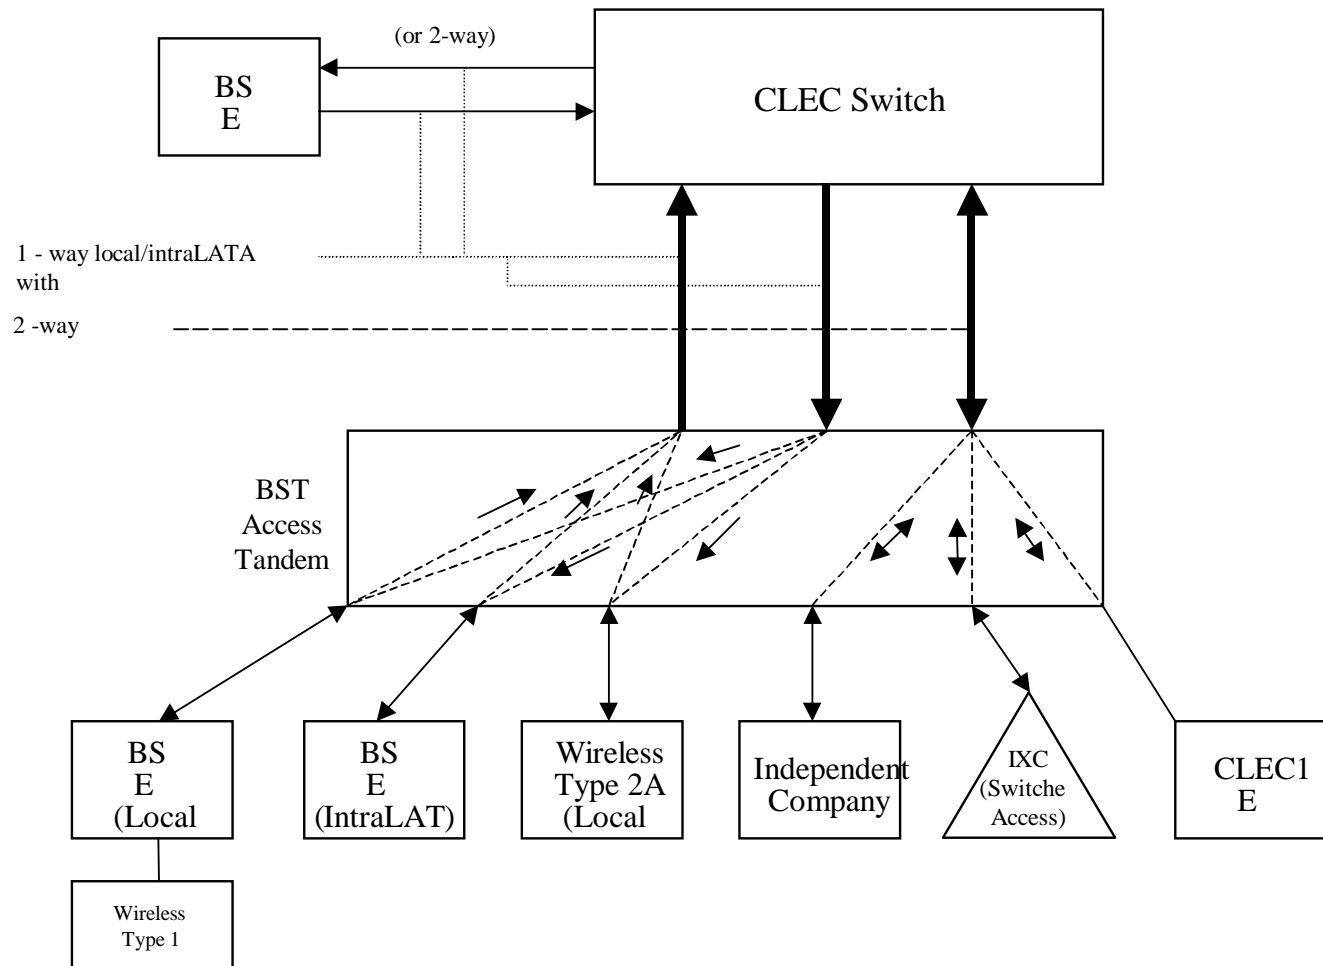 (or 2-way)
BS
E
CLEC Switch
1 - way local/intraLATA
with
2 -way
BST
Access
Tandem
BS
E
(Local
BS
E
(IntraLAT)
Wireless
Type 2A
(Local
Independent
Company
IXC
(Switche
Access)
CLEC1
E
Wireless
Type 1